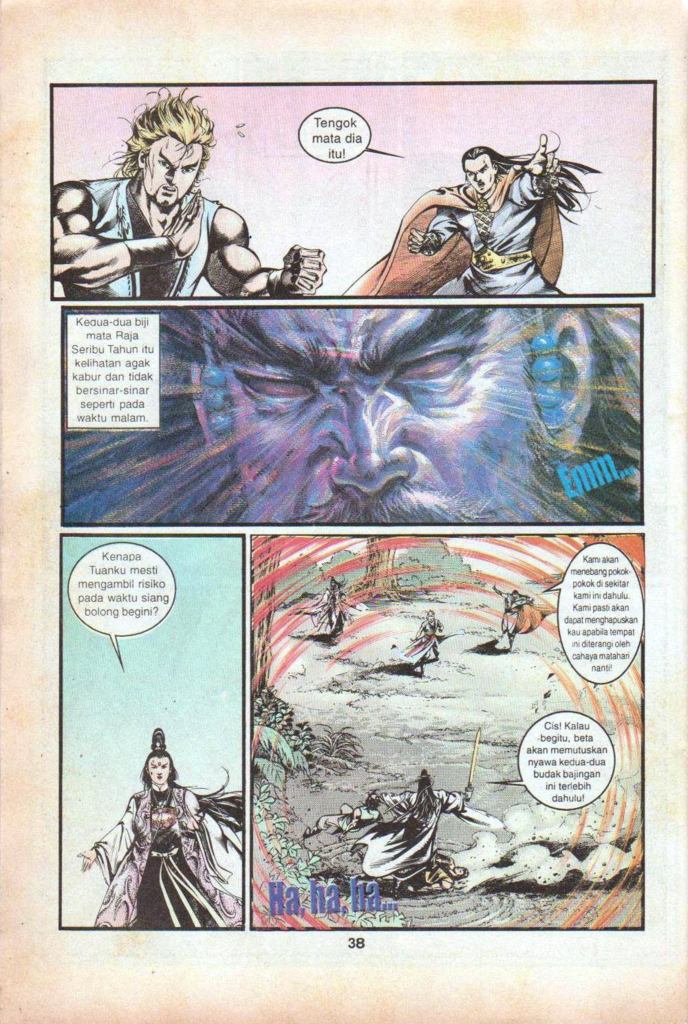 Tengok
mata dia
itu!
Kedua-dua biji
mata Raja
Seribu Tahun itu
kelihatan agak
kabur dan tidak
bersinar-sinar
seperti pada
waktu malam.
Emm...
Kenapa
Tuanku mesti
mengambil risiko
pada waktu siang
bolong begini?
Kami akan
menebang pokok-
pokok di sekitar
kami ini dahulu.
Kami pasti akan
dapat menghapuskan
kau apabila tempat
ini diterangi oleh
cahaya matahari
nanti!
Cis! Kalau
begitu, beta
akan memutuskan
nyawa kedua-dua
budak bajingan
ini terlebih
dahulu!
Ha, ha, ha...
38